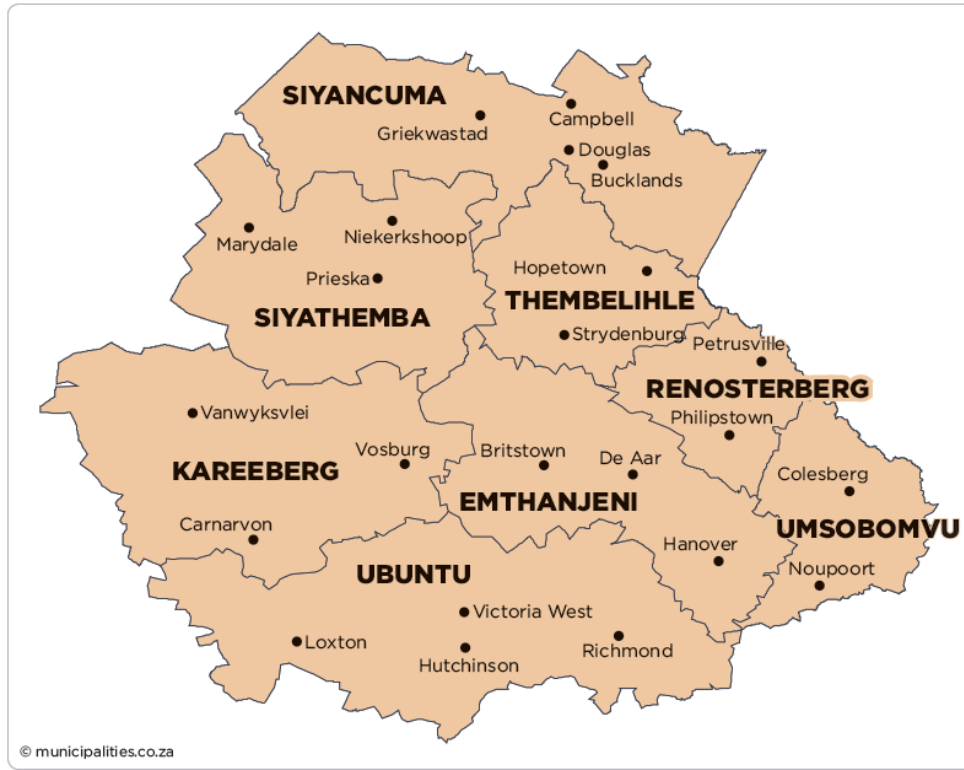 SIYANCUMA
Griekwastad
Campbell
Douglas
Bucklands
Marydale
Niekerkshoop
Prieska
SIYATHEMBA
Hopetown
THEMBELIHLE
Strydenburg
Petrusville
RENOSTERBERG
Philipstown
Vanwyksvlei
Vosburg
KAREEBERG
Carnarvon
Britstown
De Aar
EMTHANJENI
Hanover
Colesberg
UMSOBOMVU
Noupoort
UBUNTU
Victoria West
Loxton
Hutchinson
Richmond
© municipalities.co.za